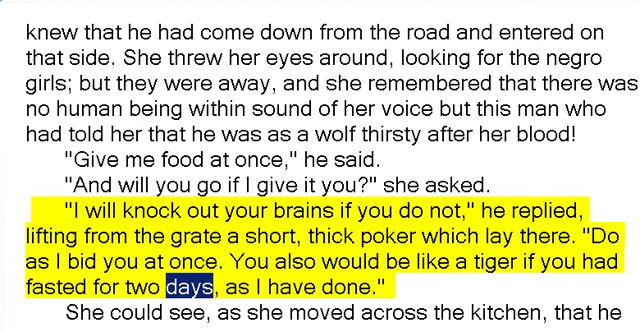 knew that he had come down from the road and entered on
that side. She threw her eyes around, looking for the negro
girls; but they were away, and she remembered that there was
no human being within sound of her voice but this man who
had told her that he was as a wolf thirsty after her blood!
"Give me food at once," he said.
"And will you go if I give it you?" she asked.
"I will knock out your brains if you do not," he replied,
lifting from the grate a short, thick poker which lay there. "Do
as I bid you at once. You also would be like a tiger if you had
fasted for two days, as I have done."
She could see, as she moved across the kitchen, that he